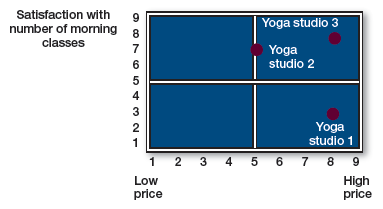 Satisfaction with
number of morning
classes
9
8
7
6
5
4
3
2
1
Yoga studio 3
Yoga
studio 2
Yoga
studio 1
1 2 3 4 5 6 7 8 9
Low
price
High
price